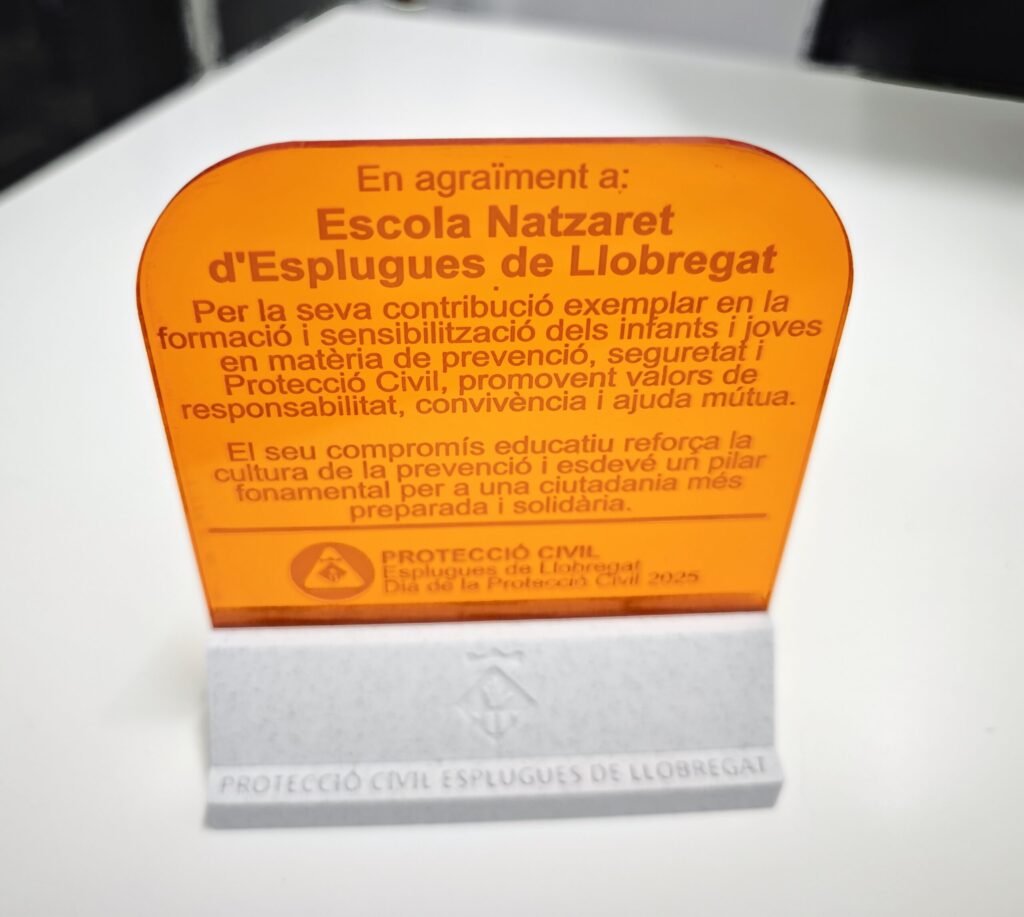 En agraïment a:
Escola Natzaret
d'Esplugues de Llobregat
Per la seva contribució exemplar en la
formació i sensibilització dels infants i joves
en matèria de prevenció, seguretat i
Protecció Civil, promovent valors de
responsabilitat, convivència i ajuda mútua.
El seu compromís educatiu reforça la
cultura de la prevenció i esdevé un pilar
fonamental per a una ciutadania més
preparada i solidària.
PROTECCIÓ CIVIL
Esplugues de Llobregat
Dia de la Protecció Civil 2025
PROTECCIÓ CIVIL ESPLUGUES DE LLOBREGAT